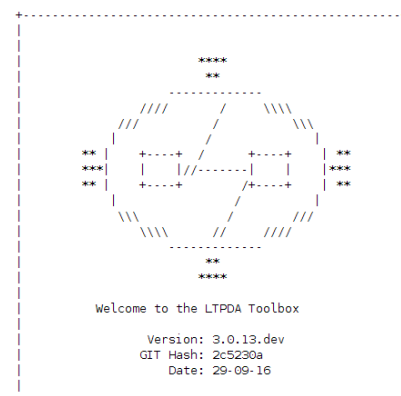 Welcome to the LTPDA Toolbox
Version: 3.0.13.dev
GIT Hash: 2c5230a
Date: 29-09-16